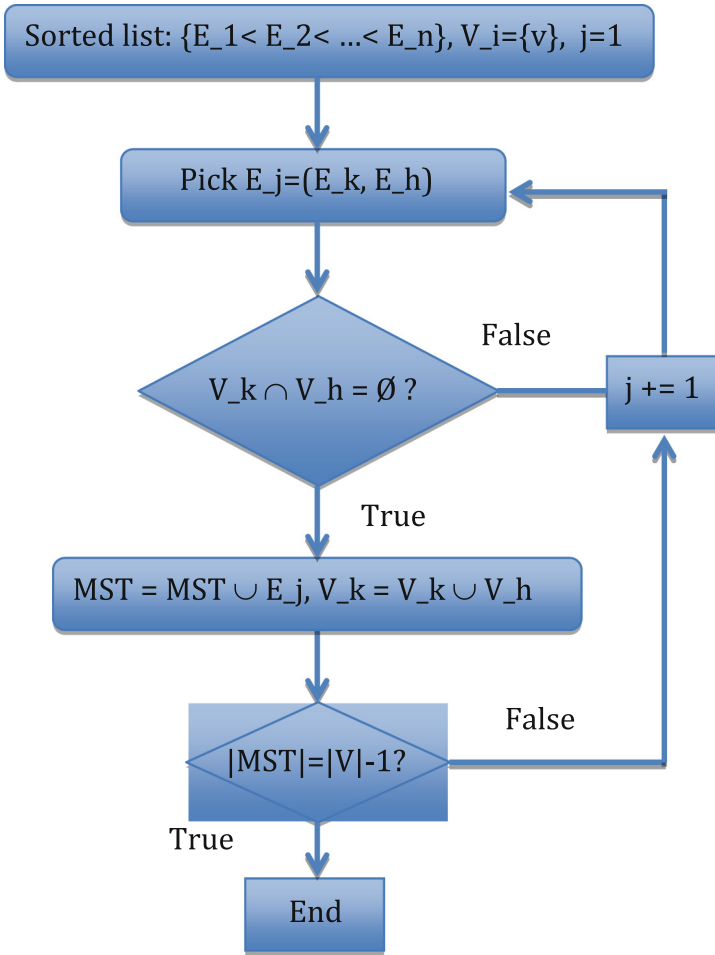 Sorted list: {E_1< E_2< ...< E_n}, V_i={v}, j=1
Pick E_j=(E_k, E_h)
False
V_k ∩ V_h = Ø ?
j += 1
True
MST = MST ∪ E_j, V_k = V_k ∪ V_h
False
|MST|=|V|-1?
True
End